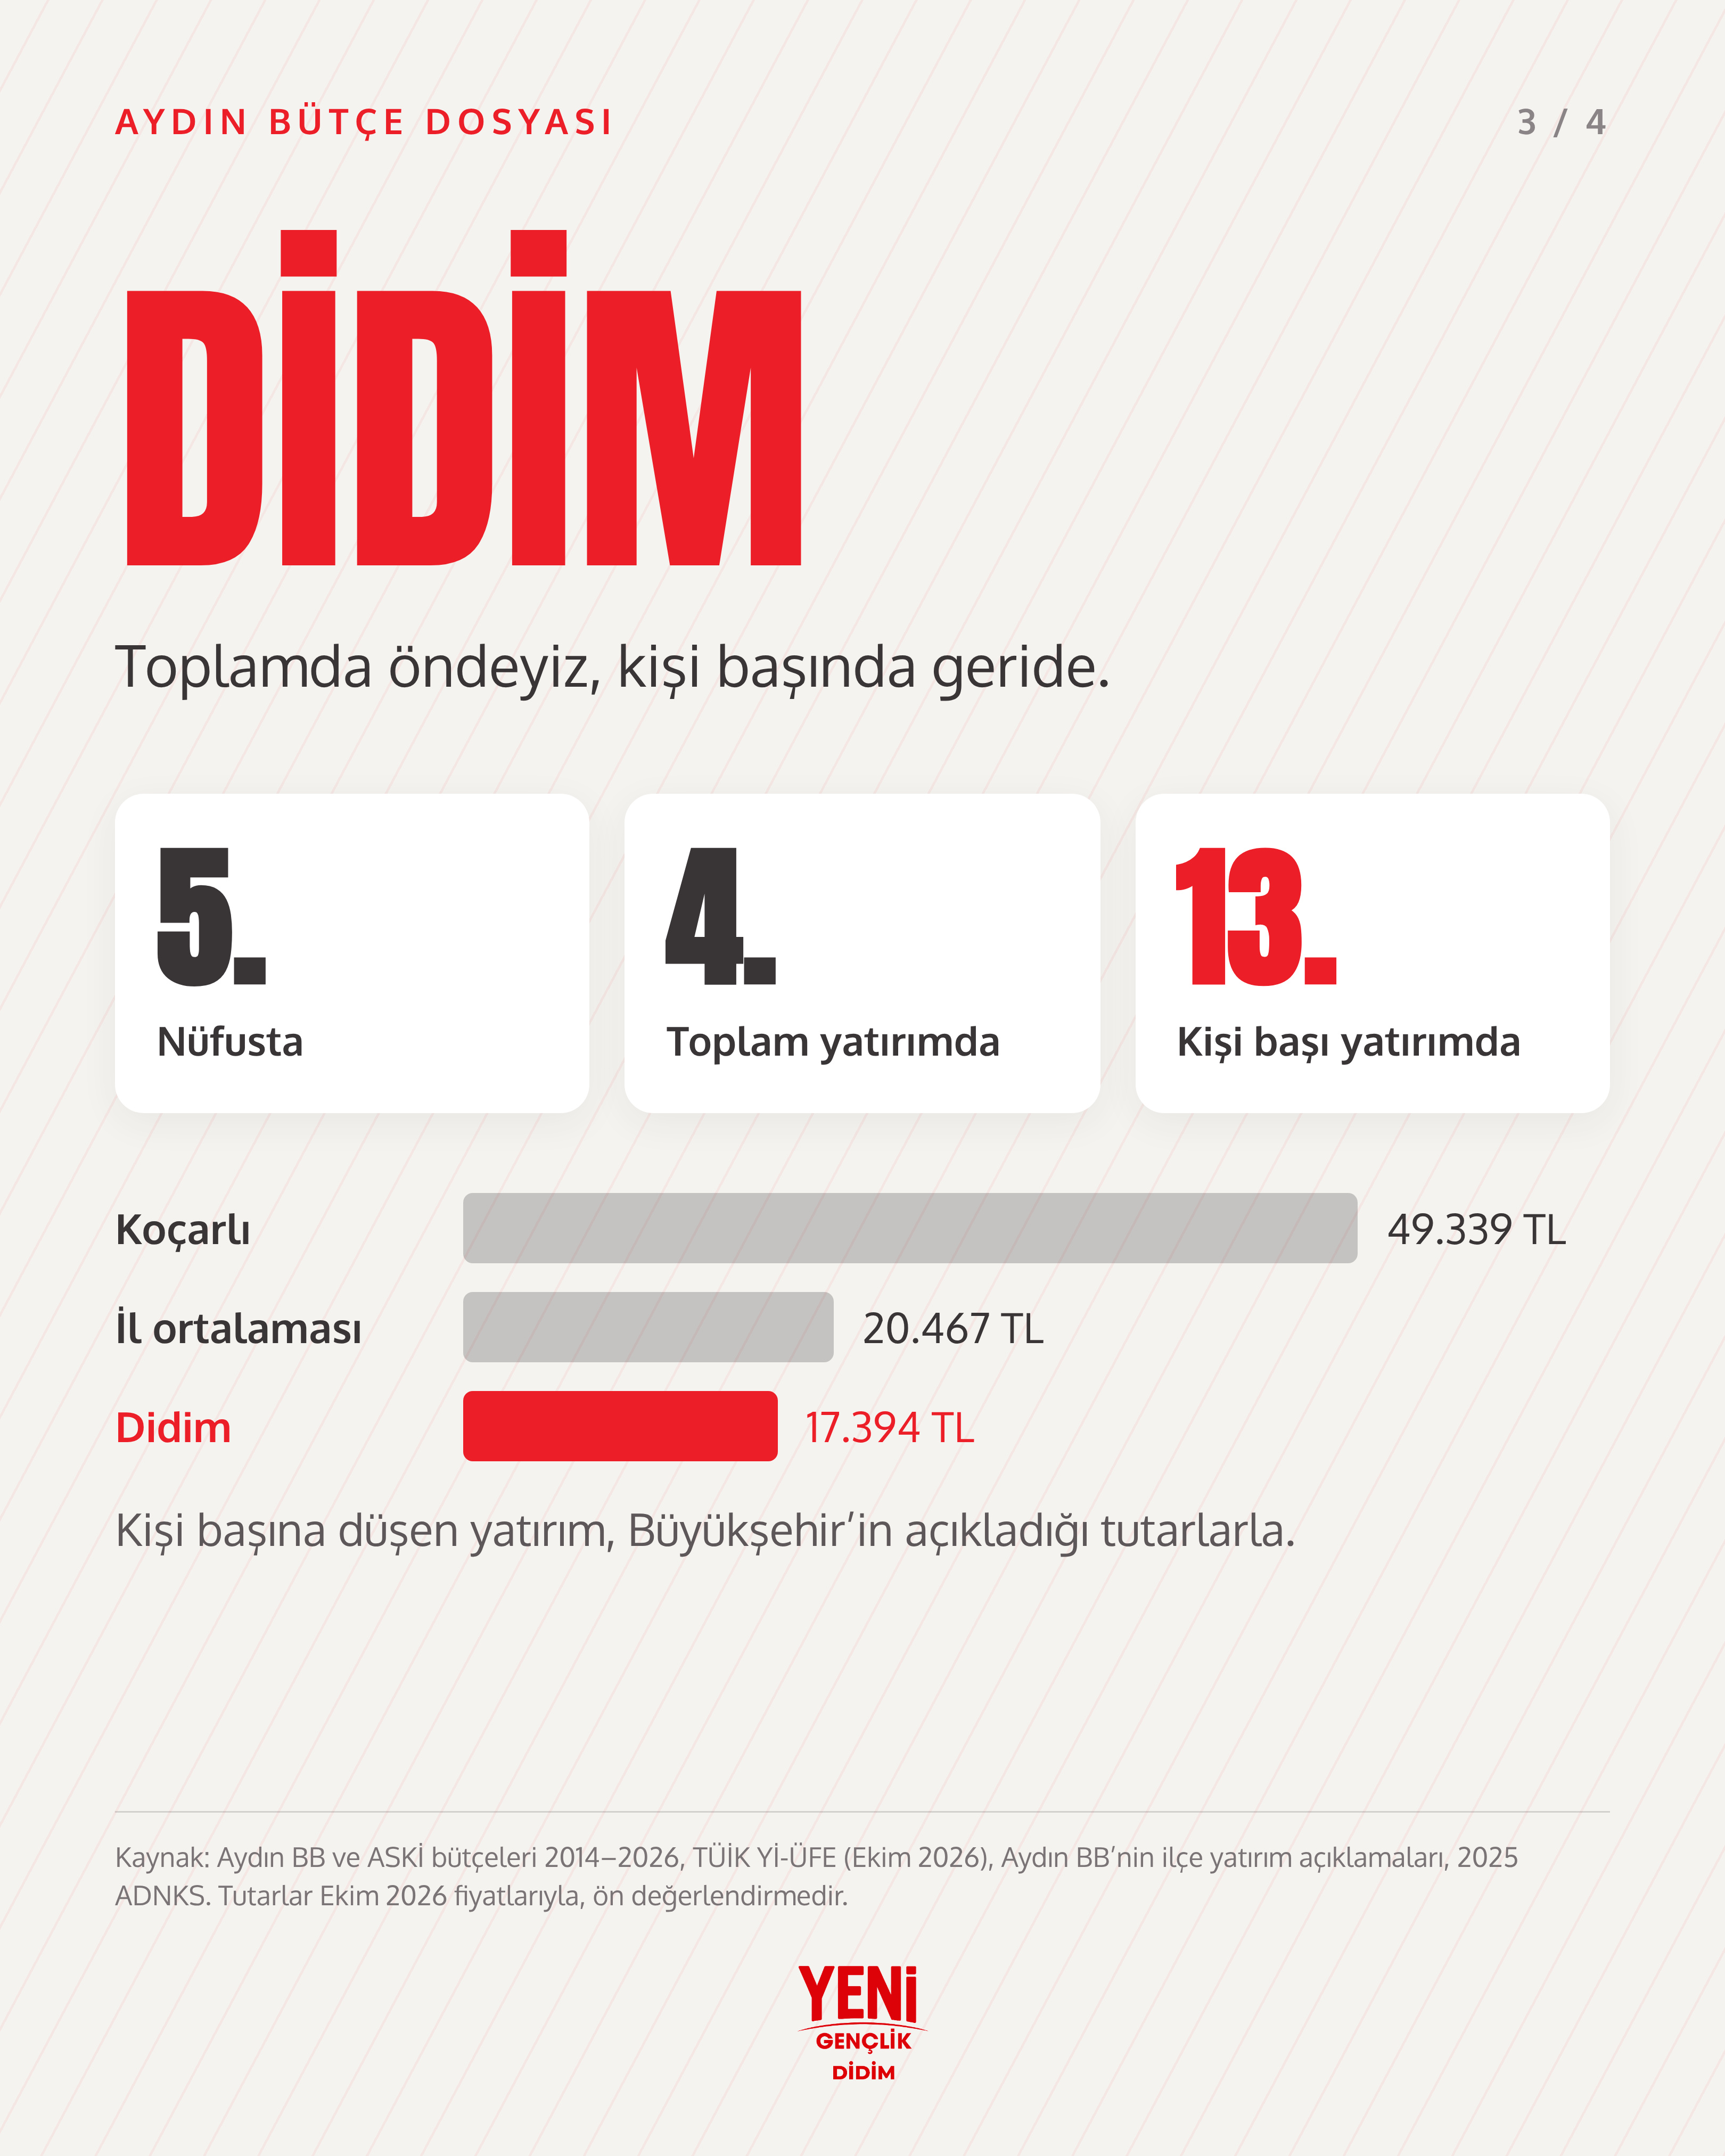 AYDIN BÜTÇE DOSYASI
3 / 4
DİDİM
Toplamda öndeyiz, kişi başında geride.
5.
Nüfusta
4.
Toplam yatırımda
13.
Kişi başı yatırımda
Koçarlı
49.339 TL
İl ortalaması
20.467 TL
Didim
17.394 TL
Kişi başına düşen yatırım, Büyükşehir’in açıkladığı tutarlarla.
Kaynak: Aydın BB ve ASKİ bütçeleri 2014–2026, TÜİK Yİ-ÜFE (Ekim 2026), Aydın BB’nin ilçe yatırım açıklamaları, 2025
ADNKS. Tutarlar Ekim 2026 fiyatlarıyla, ön değerlendirmedir.
YENi
GENÇLİK
DİDİM